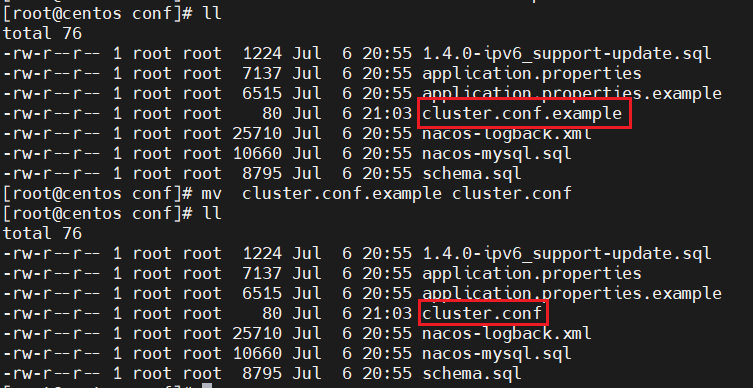 [root@centos conf]# ll
total 76
-rw-r--r-- 1 root root  1224 Jul  6 20:55 1.4.0-ipv6_support-update.sql
-rw-r--r-- 1 root root  7137 Jul  6 20:55 application.properties
-rw-r--r-- 1 root root  6515 Jul  6 20:55 application.properties.example
-rw-r--r-- 1 root root    80 Jul  6 21:03 cluster.conf.example
-rw-r--r-- 1 root root 25710 Jul  6 20:55 nacos-logback.xml
-rw-r--r-- 1 root root 10660 Jul  6 20:55 nacos-mysql.sql
-rw-r--r-- 1 root root  8795 Jul  6 20:55 schema.sql
[root@centos conf]# mv  cluster.conf.example cluster.conf
[root@centos conf]# ll
total 76
-rw-r--r-- 1 root root  1224 Jul  6 20:55 1.4.0-ipv6_support-update.sql
-rw-r--r-- 1 root root  7137 Jul  6 20:55 application.properties
-rw-r--r-- 1 root root  6515 Jul  6 20:55 application.properties.example
-rw-r--r-- 1 root root    80 Jul  6 21:03 cluster.conf
-rw-r--r-- 1 root root 25710 Jul  6 20:55 nacos-logback.xml
-rw-r--r-- 1 root root 10660 Jul  6 20:55 nacos-mysql.sql
-rw-r--r-- 1 root root  8795 Jul  6 20:55 schema.sql